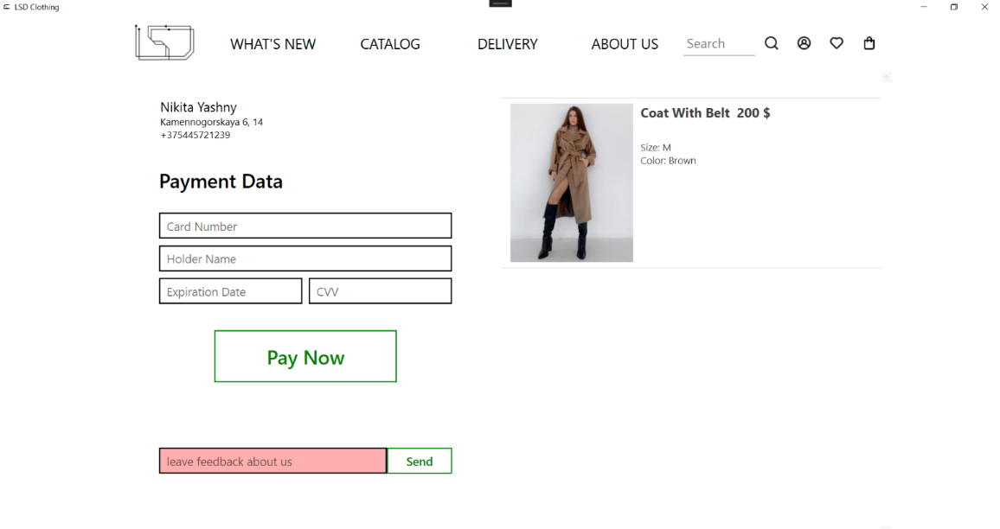 LSD Clothing
LSD
WHAT'S NEW
CATALOG
DELIVERY
ABOUT US
Search
Nikita Yashny
Kamennogorskaya 6, 14
+375445721239
Payment Data
Card Number
Holder Name
Expiration Date
CVV
Pay Now
leave feedback about us
Send
Coat With Belt 200 $
Size: M
Color: Brown